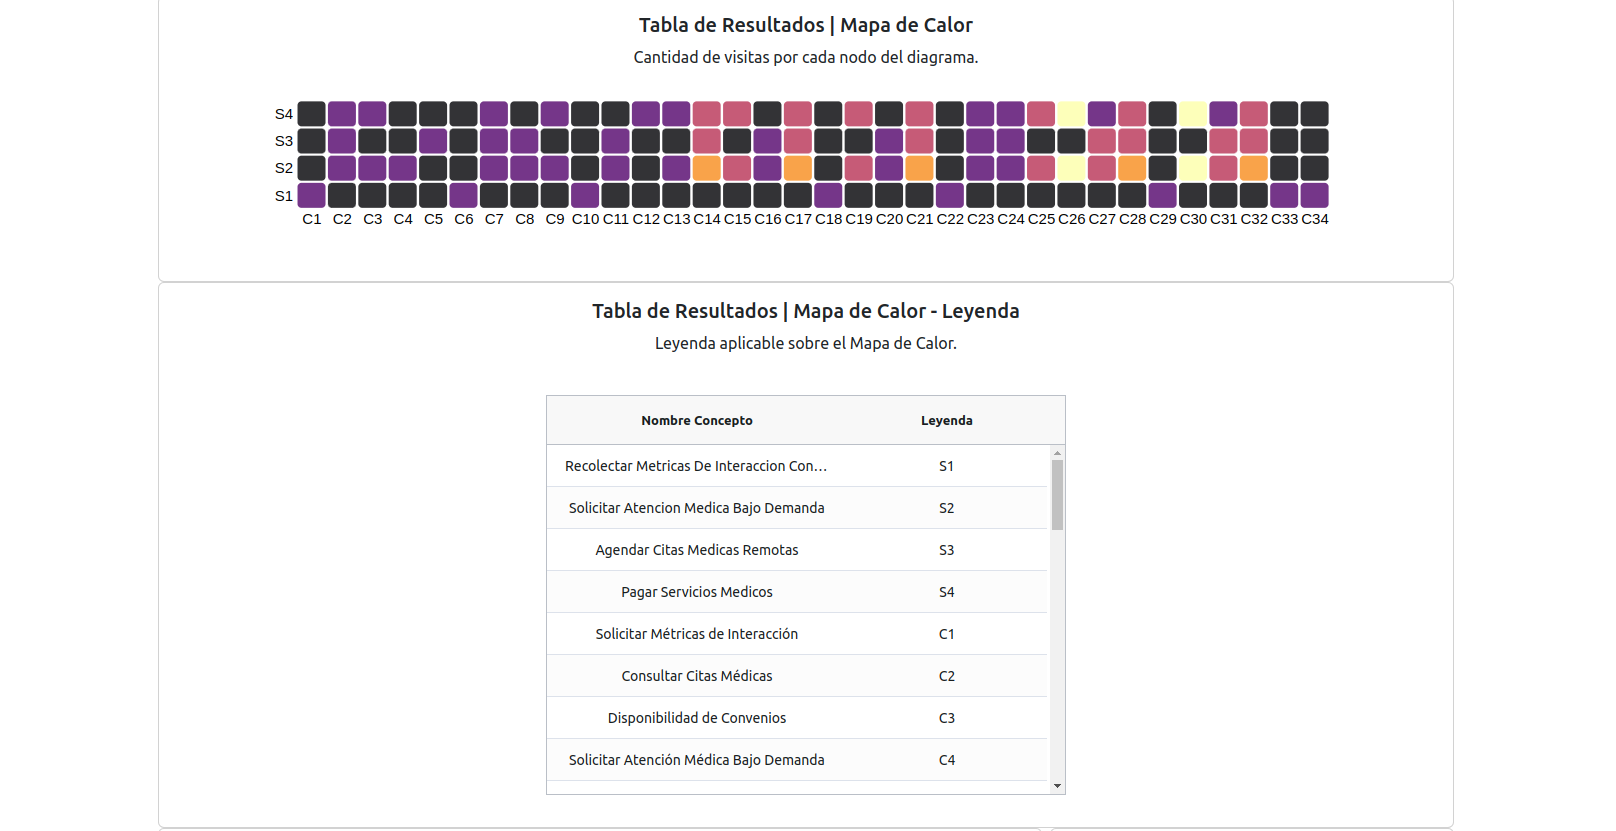 Tabla de Resultados | Mapa de Calor
Cantidad de visitas por cada nodo del diagrama.
S4
S3
S2
S1
C1 C2 C3 C4 C5 C6 C7 C8 C9 C10 C11 C12 C13 C14 C15 C16 C17 C18 C19 C20 C21 C22 C23 C24 C25 C26 C27 C28 C29 C30 C31 C32 C33 C34
Tabla de Resultados | Mapa de Calor - Leyenda
Leyenda aplicable sobre el Mapa de Calor.
Nombre Concepto Leyenda
Recolectar Metricas De Interaccion Con... S1
Solicitar Atencion Medica Bajo Demanda S2
Agendar Citas Medicas Remotas S3
Pagar Servicios Medicos S4
Solicitar Métricas de Interacción C1
Consultar Citas Médicas C2
Disponibilidad de Convenios C3
Solicitar Atención Médica Bajo Demanda C4